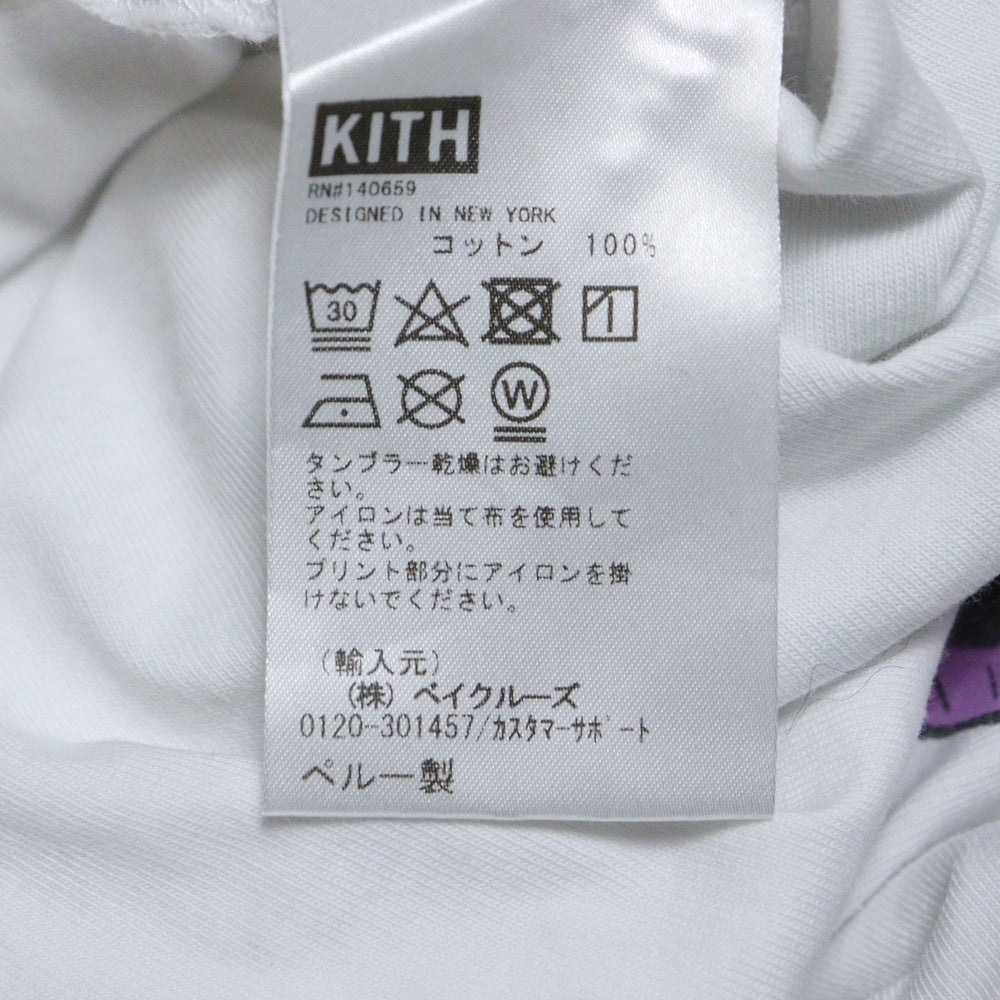 KITH
RN#140659
DESIGNED IN NEW YORK
コットン 100%
30
W
タンブラー乾燥はお避けくだ
さい。
アイロンは当て布を使用して
ください。
プリント部分にアイロンを掛
けないでください。
(輸入元)
(株) ベイクルーズ
0120-301457/カスタマーサポート
ペルー製